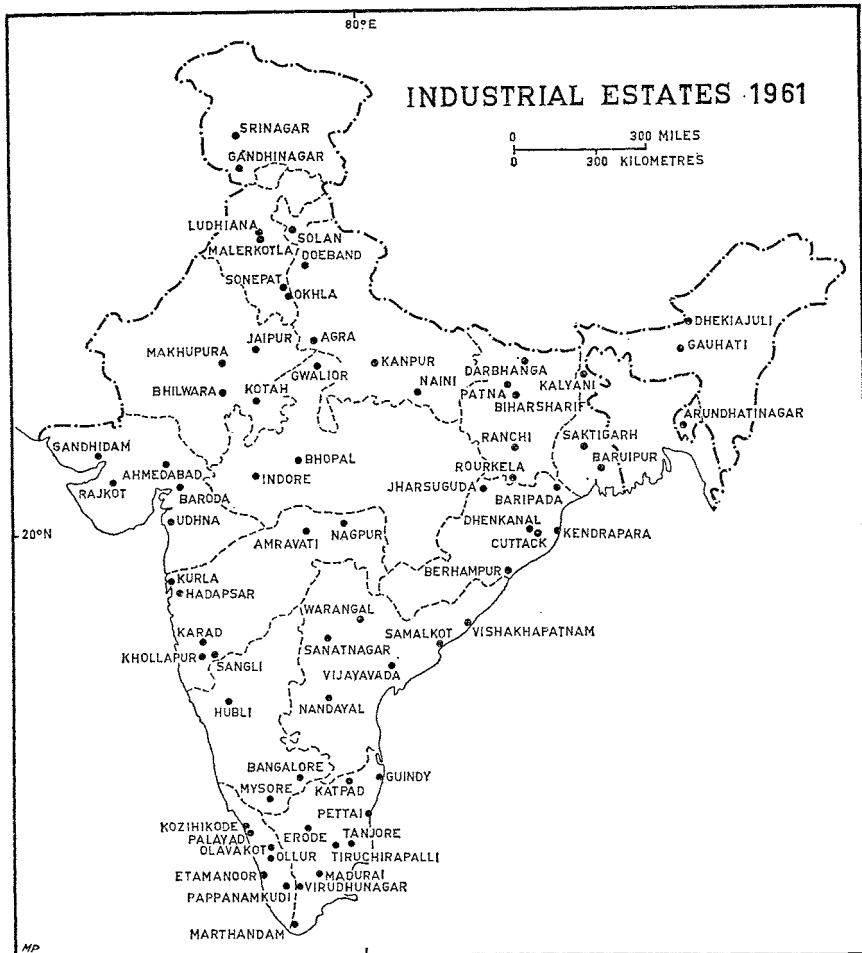 80°E
INDUSTRIAL ESTATES 1961
0 300 MILES
0 300 KILOMETRES
SRINAGAR
GANDHINAGAR
LUDHIANA
SOLAN
MALERKOTLA
DOEBAND
SONEPAT
OKHLA
DHEKIAJULI
JAIPUR
AGRA
GAUHATI
MAKHUPURA
KANPUR
DARBHANGA
GWALIOR
NAINI
PATNA
KALYANI
BHILWARA
KOTAH
BIHARSHARIF
ARUNDHATINAGAR
GANDHIDAM
RANCHI
SAKTIGARH
BHOPAL
AHMEDABAD
INDORE
ROURKELA
BARUIPUR
RAJKOT
BARODA
JHARSUGUDA
BARIPADA
UDHNA
DHENKANAL
20°N
AMRAVATI
NAGPUR
CUTTACK
KENDRAPARA
BERHAMPUR
KURLA
HADAPSAR
WARANGAL
KARAD
SAMALKOT
VISHAKHAPATNAM
SANATNAGAR
KHOLLAPUR
SANGLI
VIJAYAVADA
HUBLI
NANDAYAL
BANGALORE
GUINDY
MYSORE
KATPAD
PETTAI
KOZIHIKODE
ERODE
TANJORE
PALAYAD
OLAVAKOT
OLLUR
TIRUCHIRAPALLI
ETAMANOOR
MADURAI
PAPPANAMKUDI
VIRUDHUNAGAR
MARTHANDAM
MP